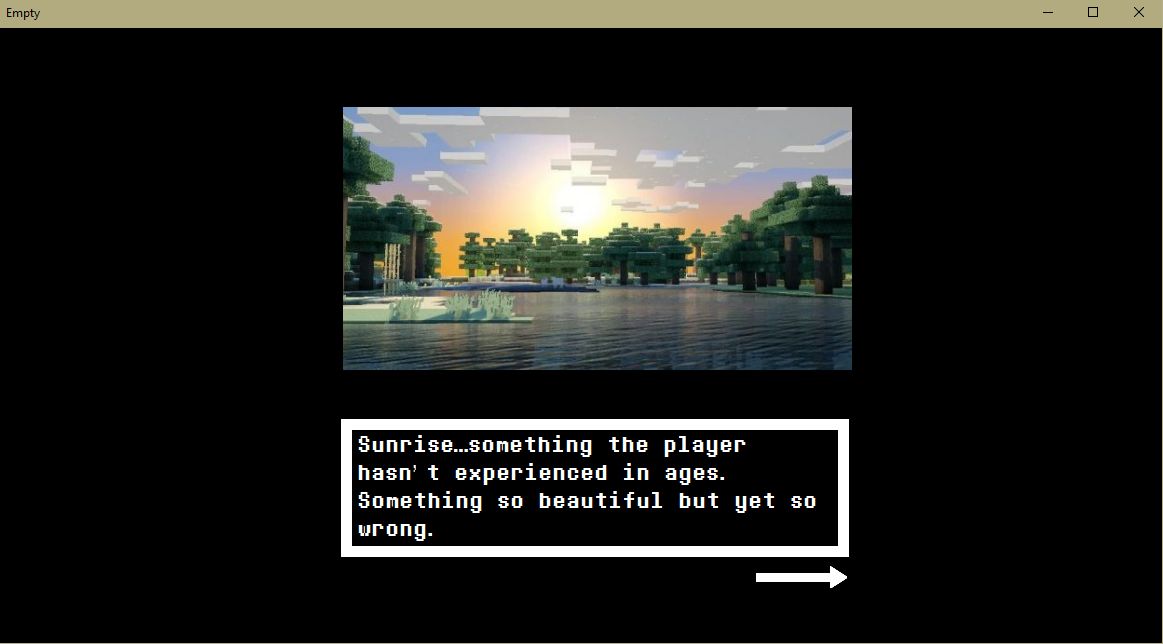 Empty
Sunrise...something the player
hasn't experienced in ages.
Something so beautiful but yet so
wrong.